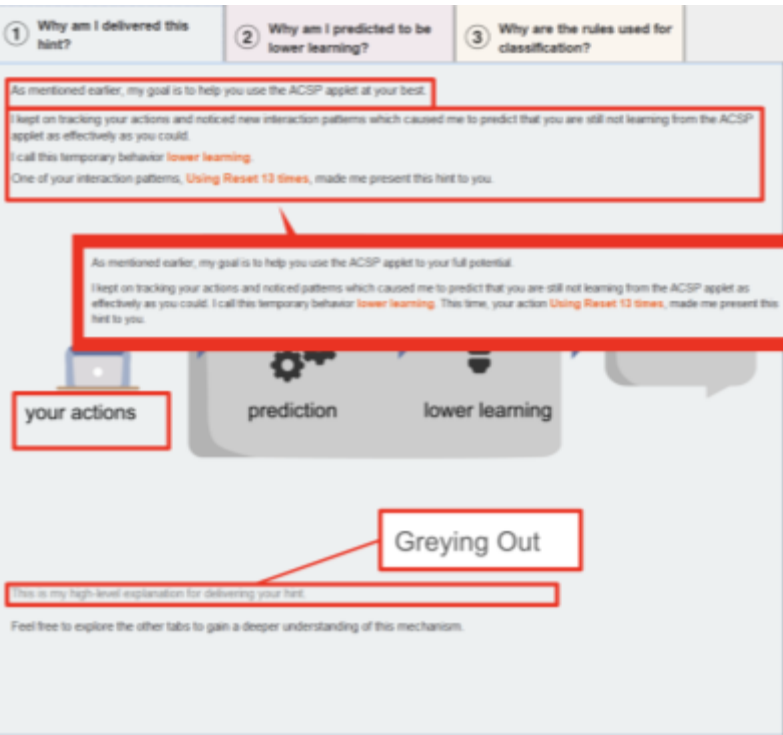 1 Why am I delivered this
hint?
2 Why am I predicted to be
lower learning?
3 Why are the rules used for
classification?
As mentioned earlier, my goal is to help you use the ACSP applet at your best.
I kept on tracking your actions and noticed new interaction patterns which caused me to predict that you are still not learning from the ACSP
applet as effectively as you could.
I call this temporary behavior lower learning.
One of your interaction patterns, Using Reset 13 times, made me present this hint to you.
As mentioned earlier, my goal is to help you use the ACSP applet to your full potential.
I kept on tracking your actions and noticed patterns which caused me to predict that you are still not learning from the ACSP applet as
effectively as you could. I call this temporary behavior lower learning. This time, your action Using Reset 13 times, made me present this
hint to you.
your actions
prediction
lower learning
Greying Out
This is my high-level explanation for delivering your hint.
Feel free to explore the other tabs to gain a deeper understanding of this mechanism.